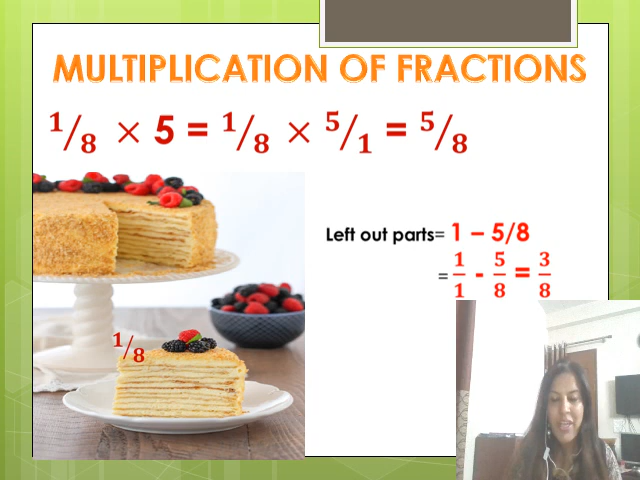 MULTIPLICATION OF FRACTIONS
1/8 × 5 = 1/8 × 5/1 = 5/8
Left out parts= 1 – 5/8
= 1/1 - 5/8 = 3/8
1/8